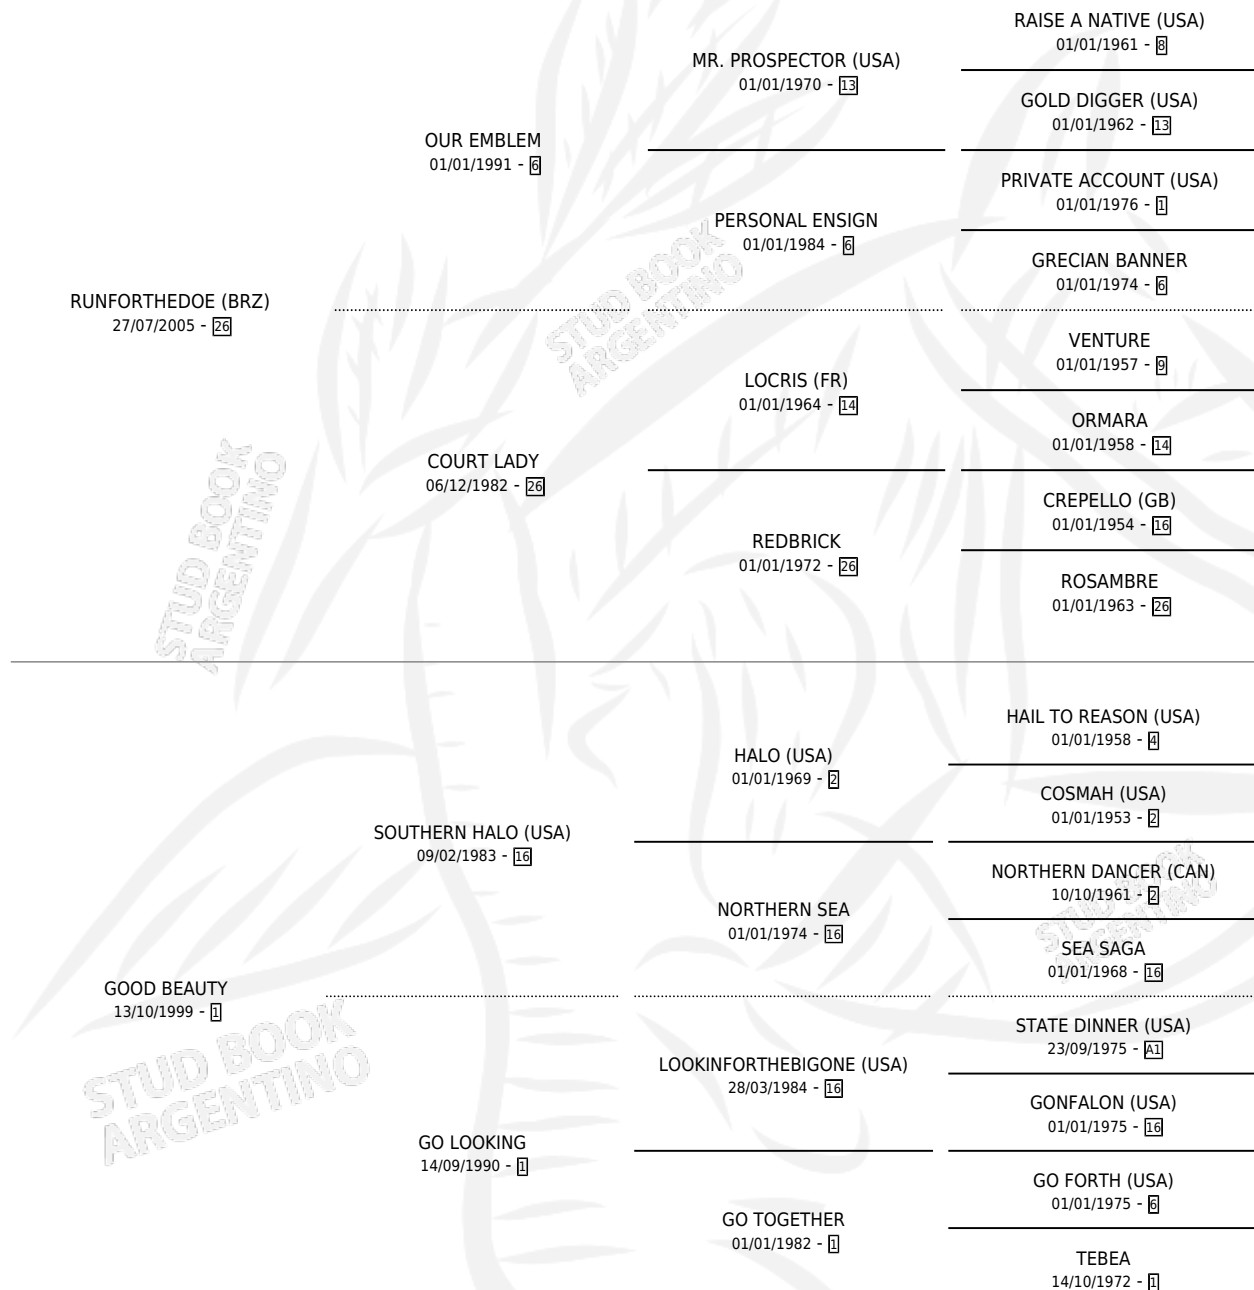 RAISE A NATIVE (USA)
01/01/1961 - 8
MR. PROSPECTOR (USA)
01/01/1970 - 13
GOLD DIGGER (USA)
01/01/1962 - 13
OUR EMBLEM
01/01/1991 - 6
PRIVATE ACCOUNT (USA)
01/01/1976 - 1
PERSONAL ENSIGN
01/01/1984 - 6
GRECIAN BANNER
01/01/1974 - 6
RUNFORTHEDOE (BRZ)
27/07/2005 - 26
VENTURE
01/01/1957 - 9
LOCRIS (FR)
01/01/1964 - 14
ORMARA
01/01/1958 - 14
COURT LADY
06/12/1982 - 26
CREPELLO (GB)
01/01/1954 - 16
REDBRICK
01/01/1972 - 26
ROSAMBRE
01/01/1963 - 26
HAIL TO REASON (USA)
01/01/1958 - 4
HALO (USA)
01/01/1969 - 2
COSMAH (USA)
01/01/1953 - 2
SOUTHERN HALO (USA)
09/02/1983 - 16
NORTHERN DANCER (CAN)
10/10/1961 - 2
NORTHERN SEA
01/01/1974 - 16
SEA SAGA
01/01/1968 - 16
GOOD BEAUTY
13/10/1999 - 1
STATE DINNER (USA)
23/09/1975 - A1
LOOKINFORTHEBIGONE (USA)
28/03/1984 - 16
GONFALON (USA)
01/01/1975 - 16
GO LOOKING
14/09/1990 - 1
GO FORTH (USA)
01/01/1975 - 6
GO TOGETHER
01/01/1982 - 1
TEBEA
14/10/1972 - 1
STUD BOOK
ARGENTINO
STUD BOOK
ARGENTINO
STUD BOOK
ARGENTINO
STUD BOOK
ARGENTINO